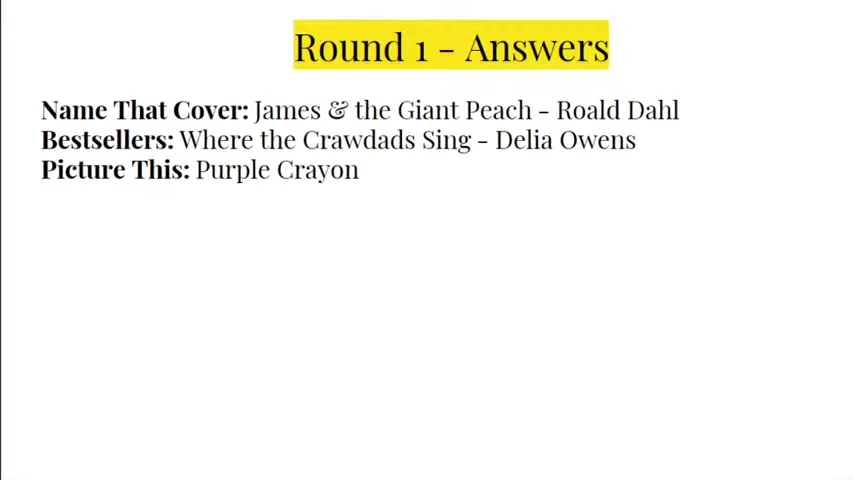 Round 1 - Answers
Name That Cover: James & the Giant Peach - Roald Dahl
Bestsellers: Where the Crawdads Sing - Delia Owens
Picture This: Purple Crayon